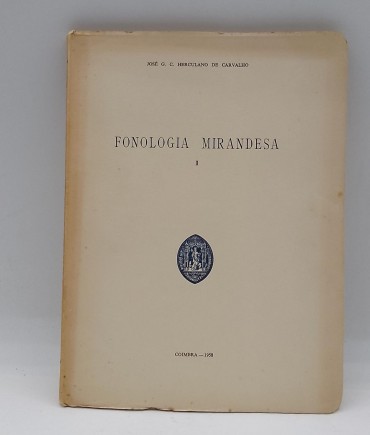 JOSÉ G. C. HERCULANO DE CARVALHO
FONOLOGIA MIRANDESA
I
COIMBRA — 1958